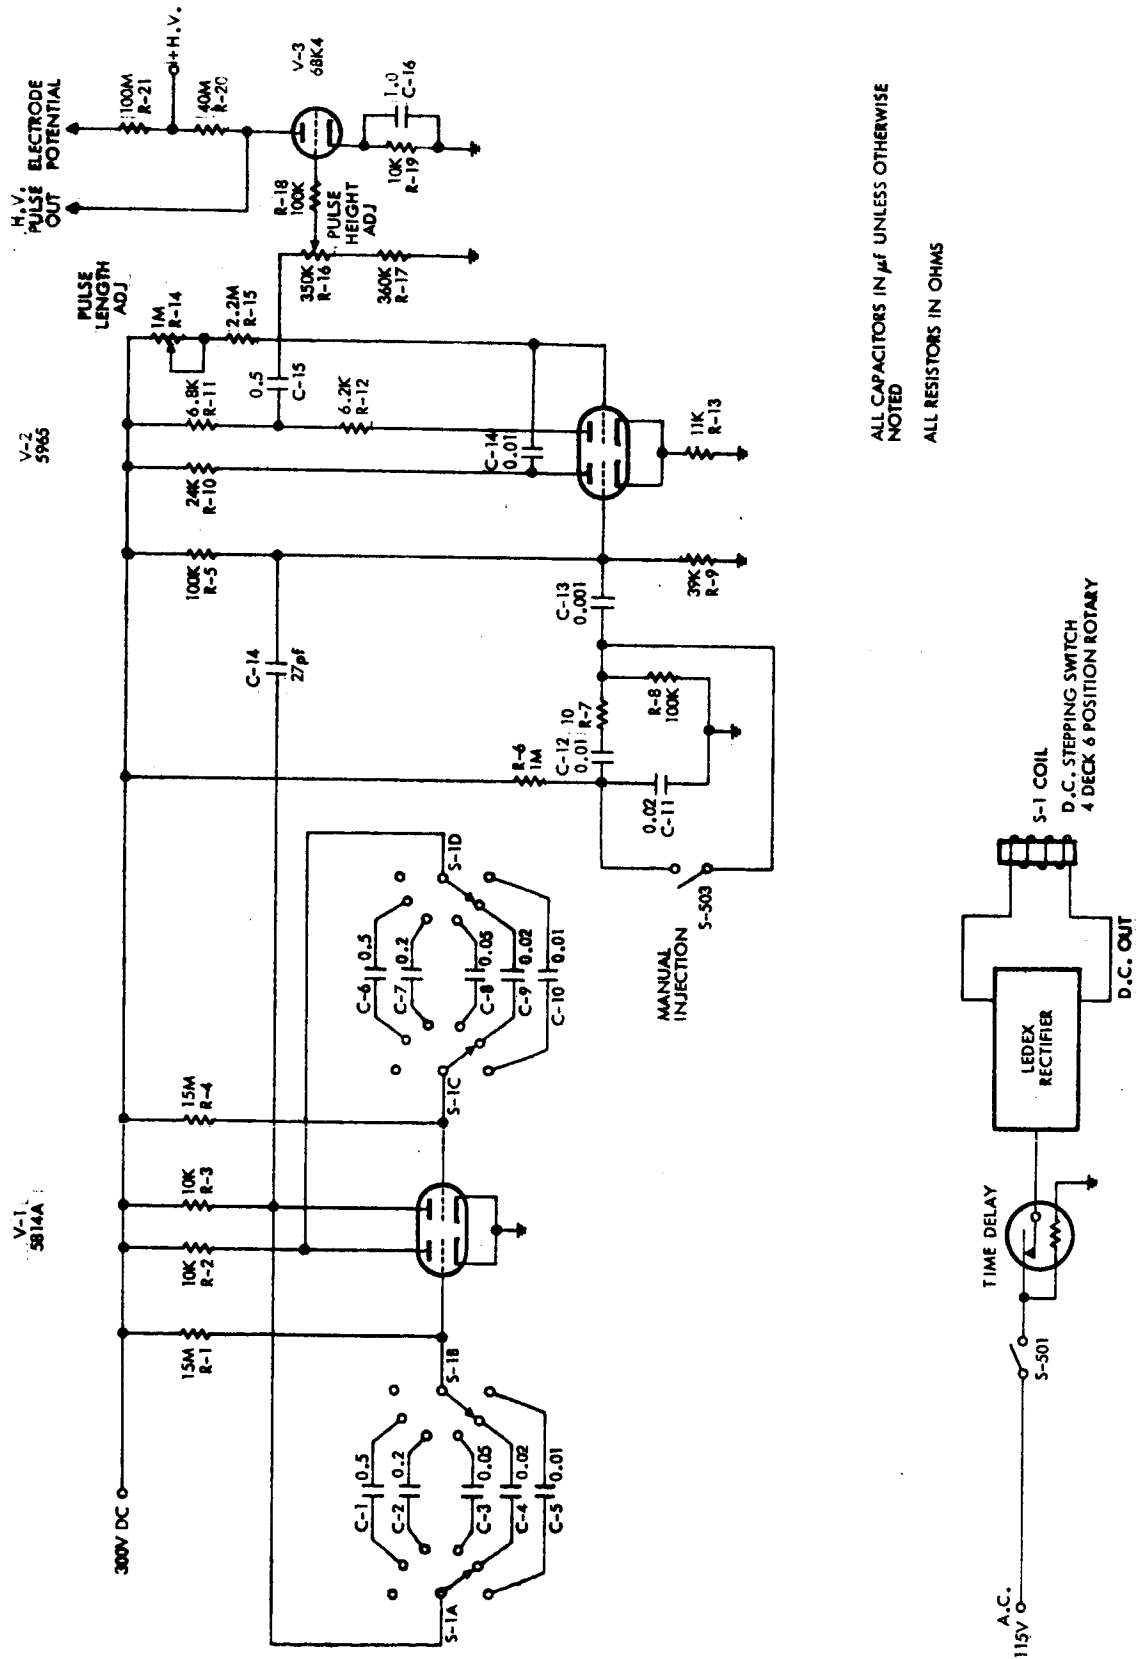 300V DC
V-1
5814A
V-2
5965
V-3
6BK4
H.V.
PULSE
OUT
ELECTRODE
POTENTIAL
+H.V.
100M
R-21
40M
R-20
PULSE
LENGTH
ADJ
1M
R-14
2.2M
R-15
R-18
100K
PULSE
HEIGHT
ADJ
350K
R-16
360K
R-17
10K
R-19
1.0
C-16
15M
R-1
10K
R-2
10K
R-3
15M
R-4
100K
R-5
24K
R-10
6.8K
R-11
0.5
C-15
6.2K
R-12
C-14
27pf
C-14
0.01
11K
R-13
39K
R-9
C-13
0.001
R-6
1M
C-12
0.01
10
R-7
R-8
100K
0.02
C-11
S-1A
S-1B
S-1C
S-1D
C-1 0.5
C-2 0.2
C-3 0.05
C-4 0.02
C-5 0.01
C-6 0.5
C-7 0.2
C-8 0.05
C-9 0.02
C-10 0.01
MANUAL
INJECTION
S-503
ALL CAPACITORS IN µf UNLESS OTHERWISE
NOTED
ALL RESISTORS IN OHMS
A.C.
115V
S-501
TIME DELAY
LEDEX
RECTIFIER
D.C. OUT
S-1 COIL
D.C. STEPPING SWITCH
4 DECK 6 POSITION ROTARY